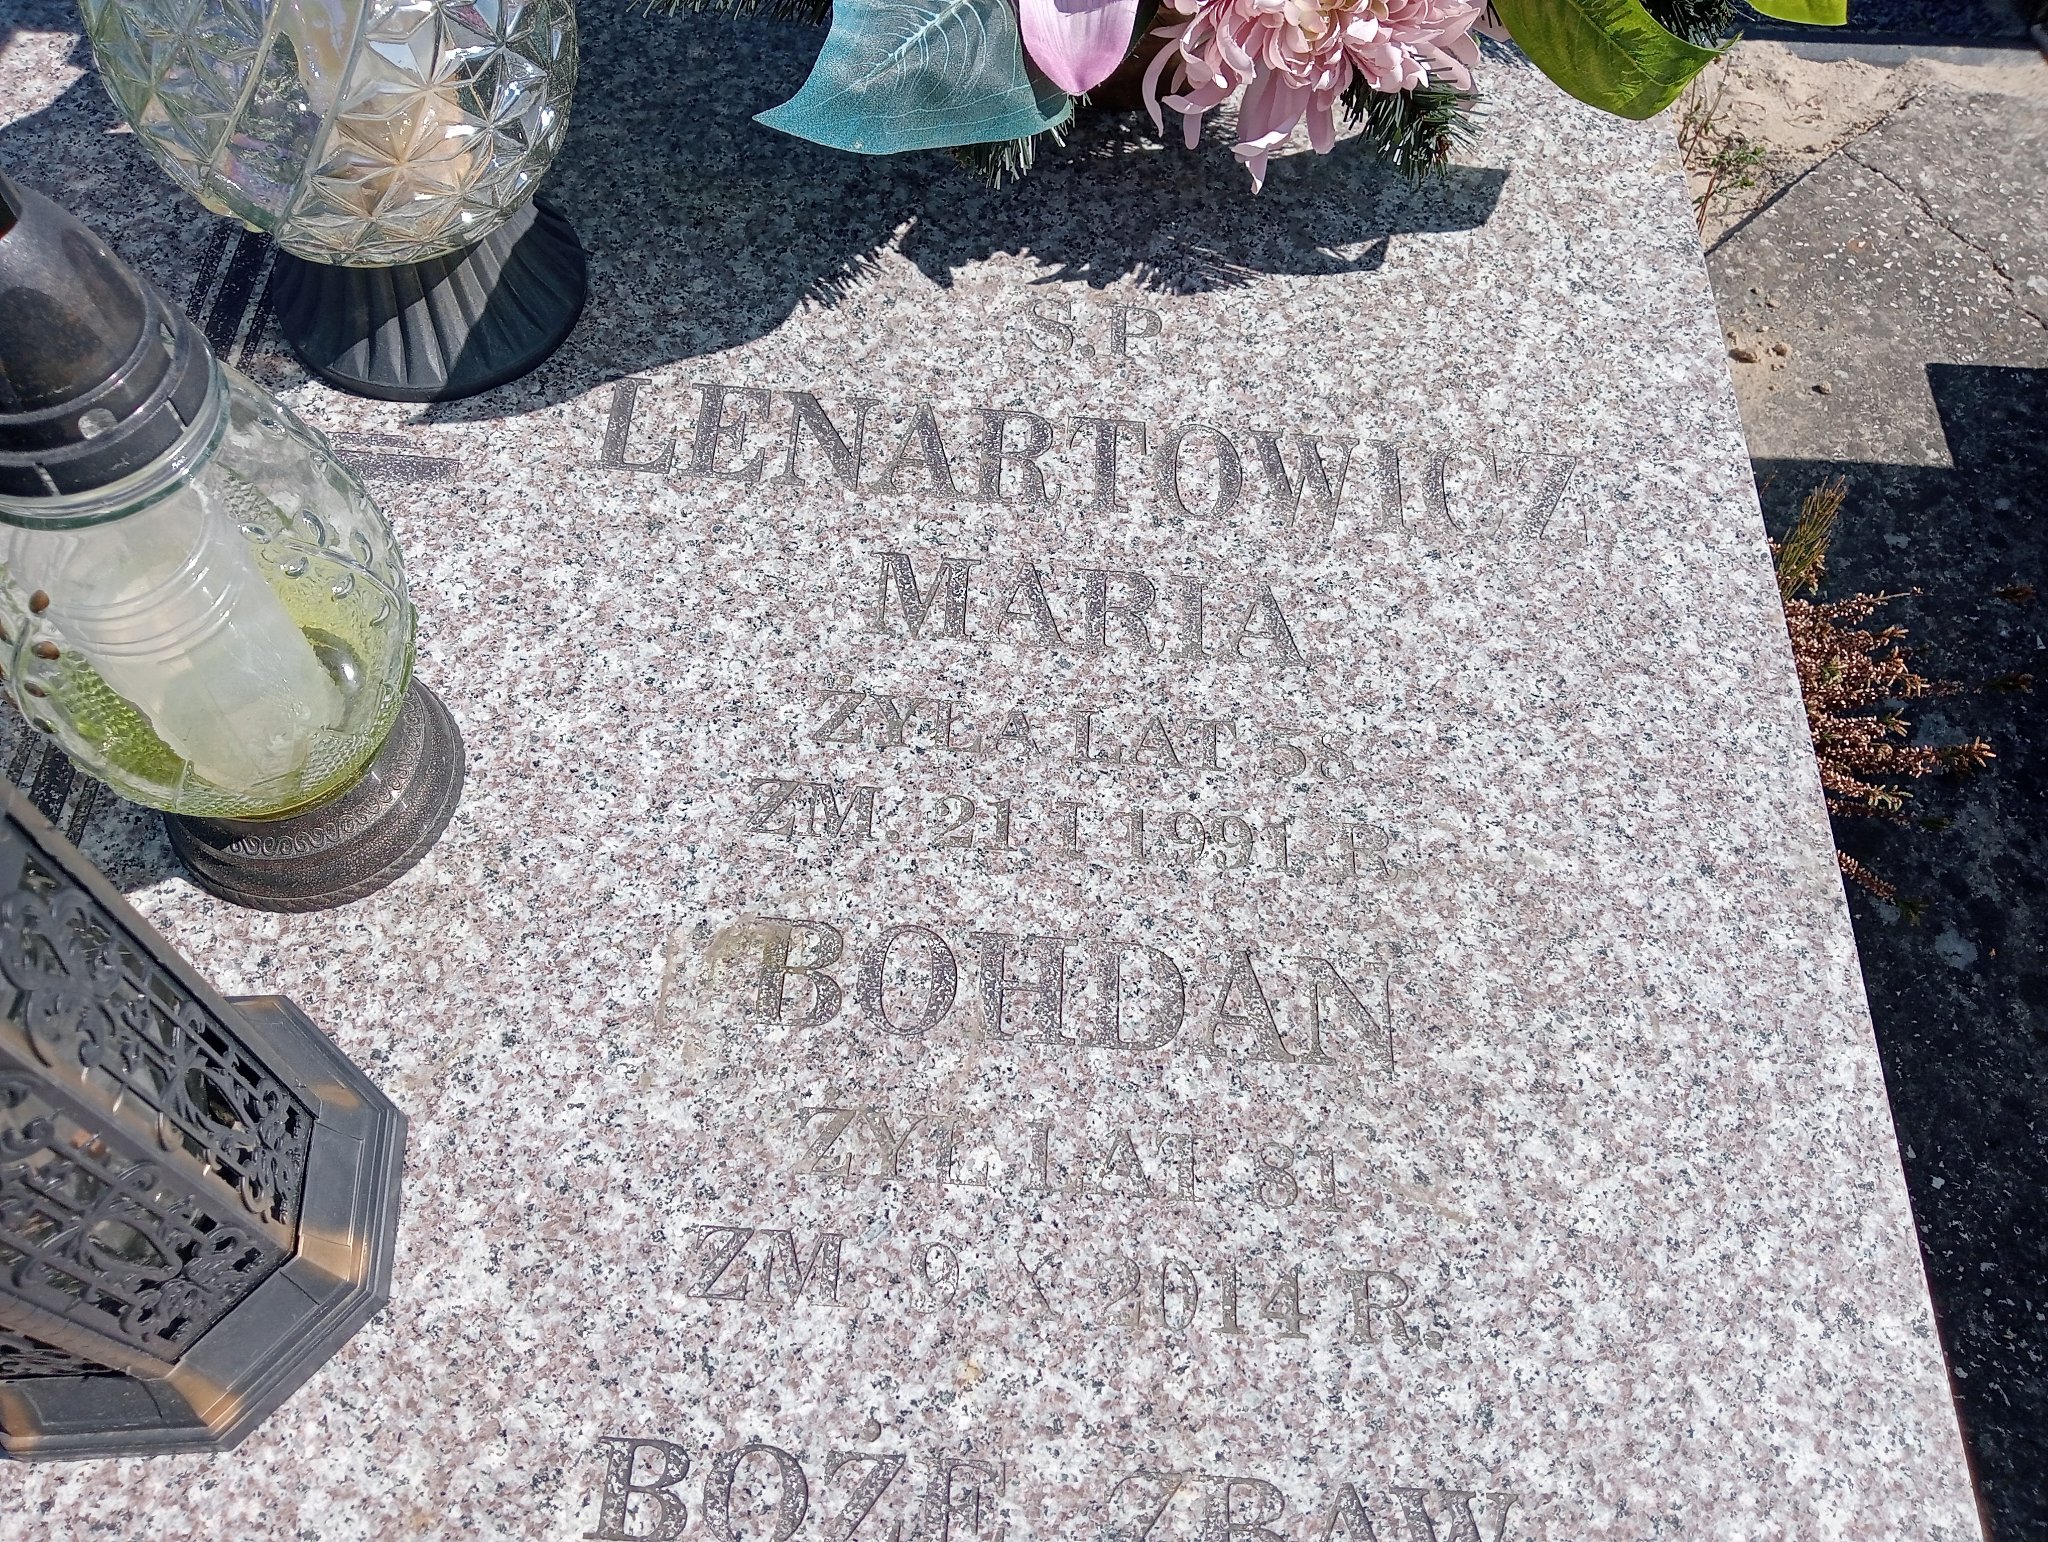 Ś.P.
LENARTOWICZ
MARIA
ŻYŁA LAT 58
ZM. 21 I 1991 R.
BOHDAN
ŻYŁ LAT 81
ZM. 9 X 2014 R.
BOŻE ZBAW